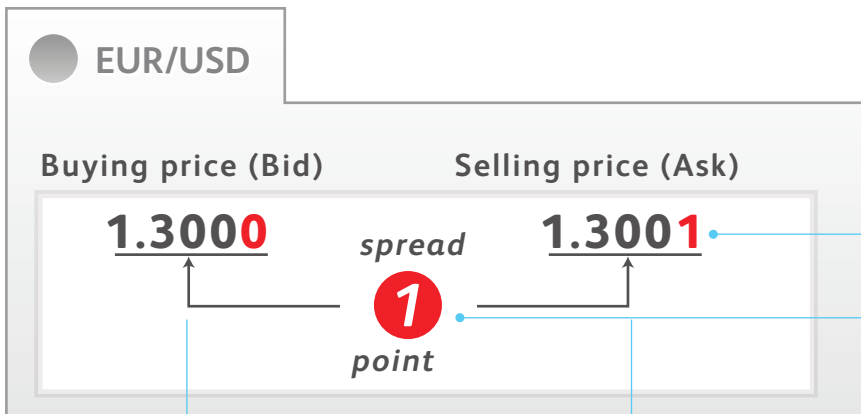 EUR/USD
Buying price (Bid) Selling price (Ask)
1.3000 spread 1.3001
1
point